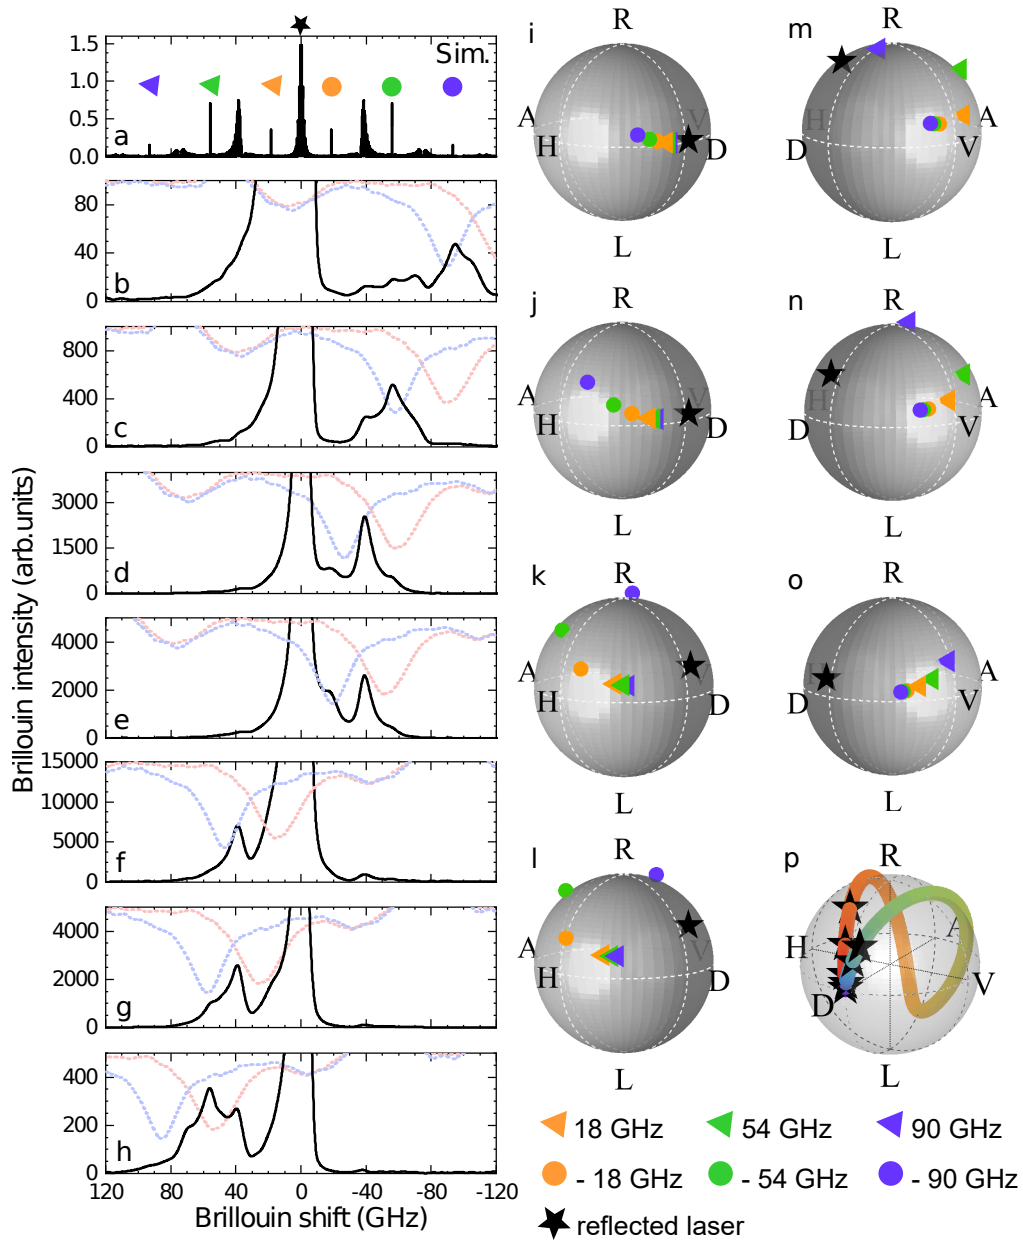 Sim.
1.5
1.0
0.5
0.0
a
80
40
0
b
800
400
0
c
3000
1500
0
d
4000
2000
0
e
15000
10000
5000
0
f
4000
2000
0
g
400
200
0
h
120 80 40 0 -40 -80 -120
Brillouin shift (GHz)
Brillouin intensity (arb.units)
i
R
A
H
V
D
L
j
R
A
H
V
D
L
k
R
A
H
V
D
L
l
R
A
H
V
D
L
m
R
H
A
D
V
L
n
R
H
A
D
V
L
o
R
H
A
D
V
L
p
R
H
A
D
V
L
18 GHz 54 GHz 90 GHz
- 18 GHz - 54 GHz - 90 GHz
reflected laser